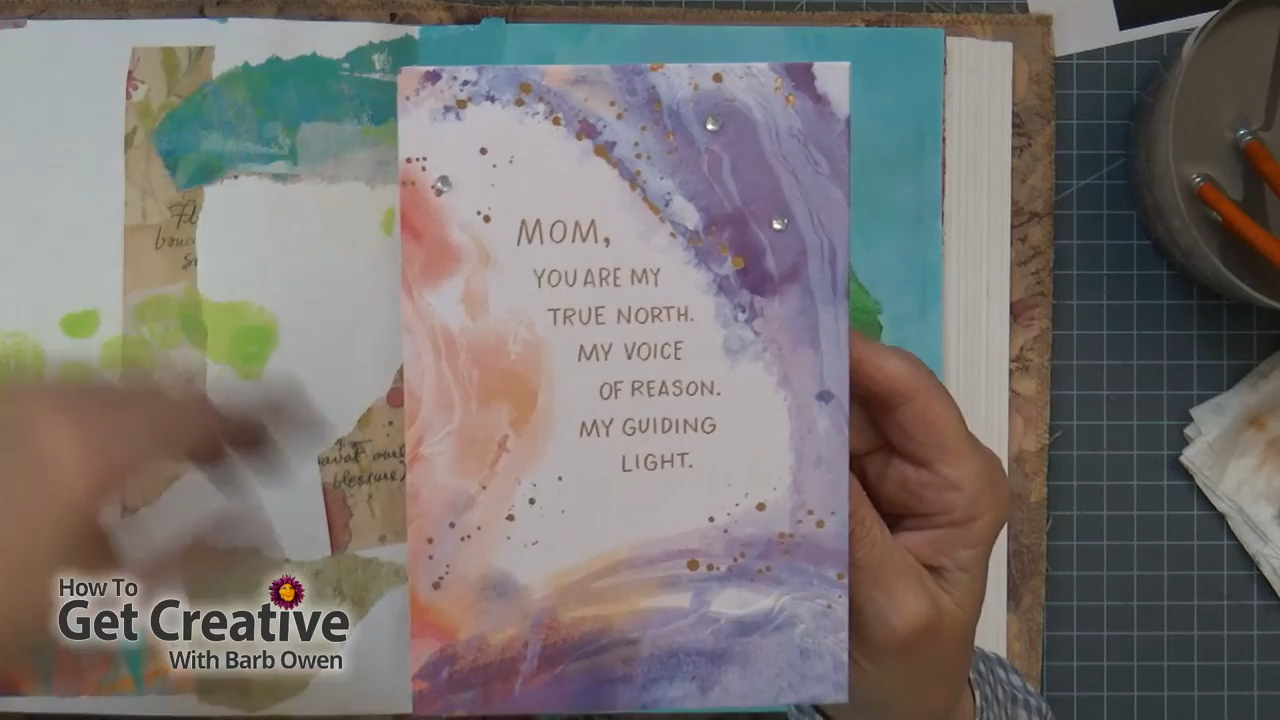 MOM,
YOU ARE MY
TRUE NORTH.
MY VOICE
OF REASON.
MY GUIDING
LIGHT.
How To
Get Creative
With Barb Owen